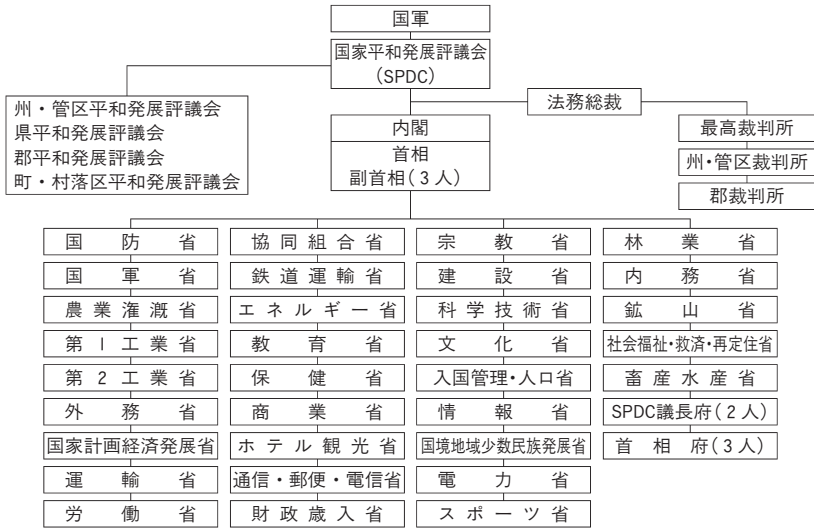 国軍
国家平和発展評議会
(SPDC)
州・管区平和発展評議会
県平和発展評議会
郡平和発展評議会
町・村落区平和発展評議会
法務総裁
内閣
首相
副首相(3人)
最高裁判所
州・管区裁判所
郡裁判所
国防省
国軍省
農業潅漑省
第1工業省
第2工業省
外務省
国家計画経済発展省
運輸省
労働省
協同組合省
鉄道運輸省
エネルギー省
教育省
保健省
商業省
ホテル観光省
通信・郵便・電信省
財政歳入省
宗教省
建設省
科学技術省
文化省
入国管理・人口省
情報省
国境地域少数民族発展省
電力省
スポーツ省
林業省
内務省
鉱山省
社会福祉・救済・再定住省
畜産水産省
SPDC議長府(2人)
首相府(3人)